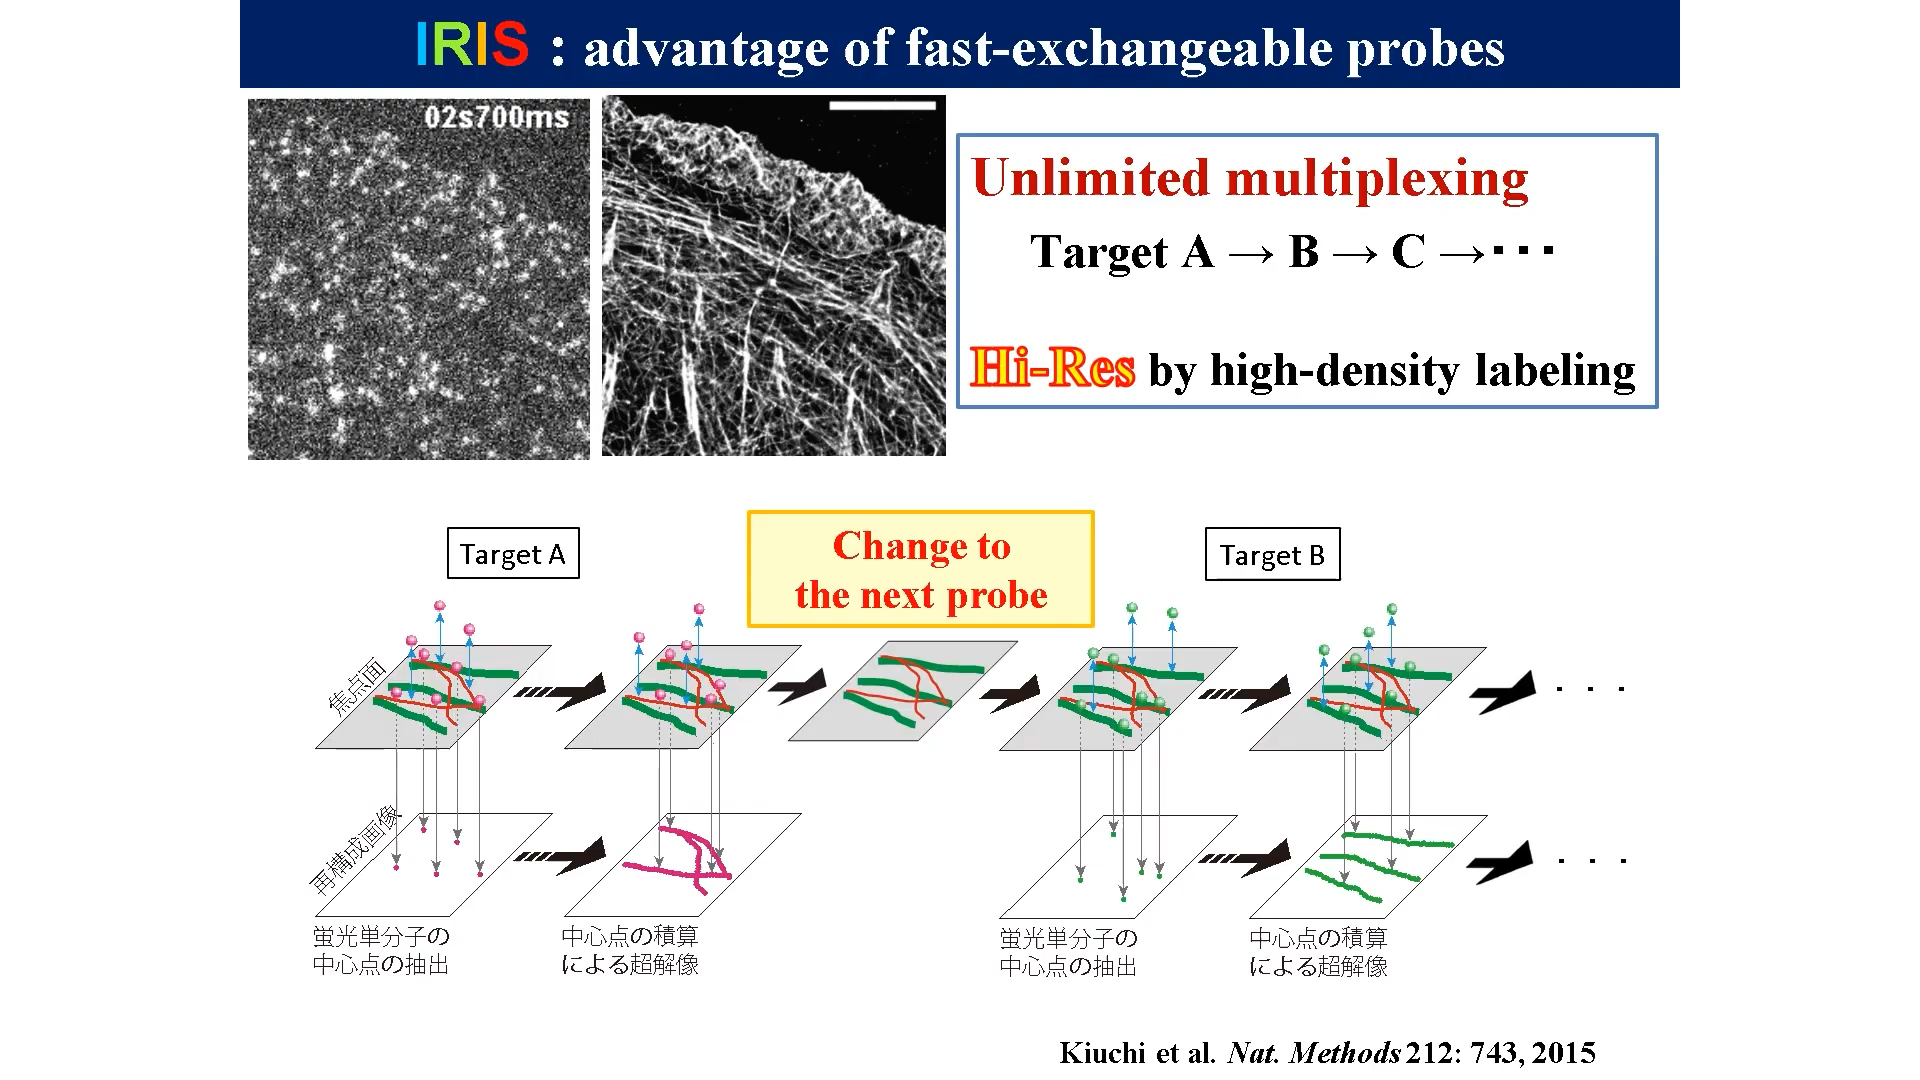 IRIS : advantage of fast-exchangeable probes
02s700ms
Unlimited multiplexing
Target A → B → C →･･･
Hi-Res by high-density labeling
Target A
Change to
the next probe
Target B
焦点面
. . .
再構成画像
. . .
蛍光単分子の
中心点の抽出
中心点の積算
による超解像
蛍光単分子の
中心点の抽出
中心点の積算
による超解像
Kiuchi et al. Nat. Methods 212: 743, 2015